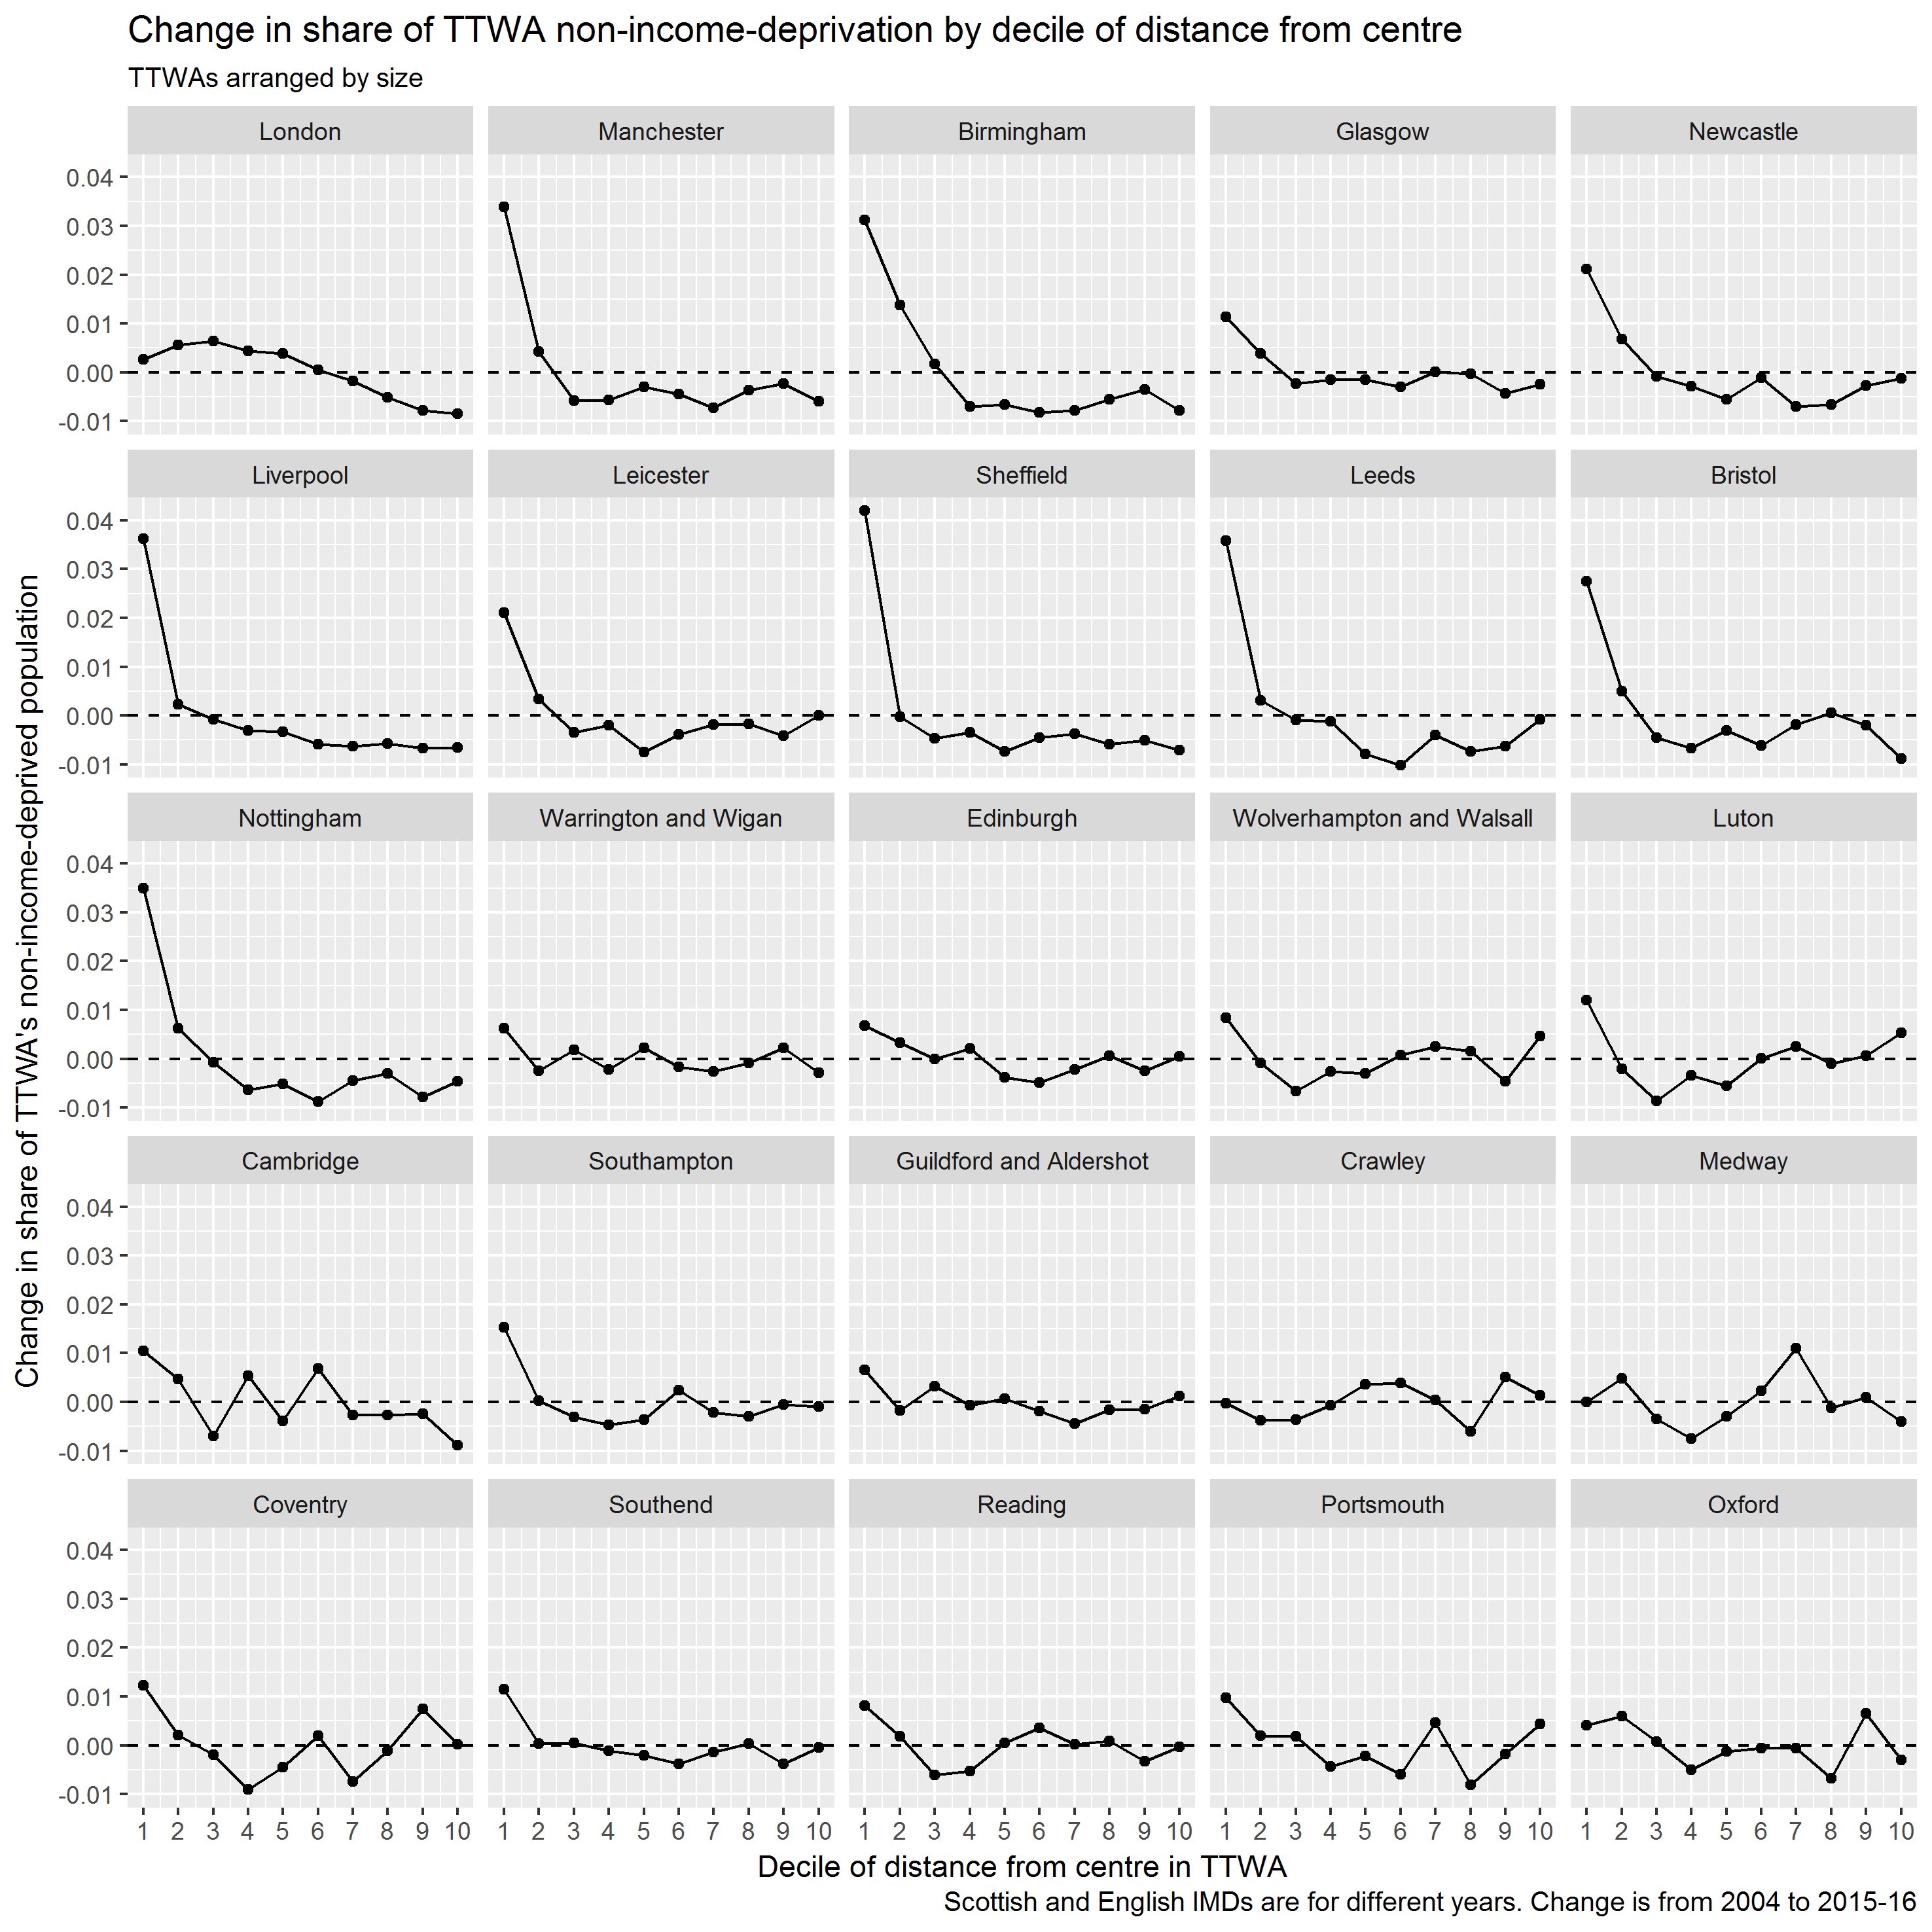 Change in share of TTWA non-income-deprivation by decile of distance from centre
TTWAs arranged by size
London Manchester Birmingham Glasgow Newcastle
0.04
0.03
0.02
0.01
0.00
-0.01
Liverpool Leicester Sheffield Leeds Bristol
0.04
0.03
0.02
0.01
0.00
-0.01
Nottingham Warrington and Wigan Edinburgh Wolverhampton and Walsall Luton
0.04
0.03
0.02
0.01
0.00
-0.01
Cambridge Southampton Guildford and Aldershot Crawley Medway
0.04
0.03
0.02
0.01
0.00
-0.01
Coventry Southend Reading Portsmouth Oxford
0.04
0.03
0.02
0.01
0.00
-0.01
1 2 3 4 5 6 7 8 9 10 1 2 3 4 5 6 7 8 9 10 1 2 3 4 5 6 7 8 9 10 1 2 3 4 5 6 7 8 9 10 1 2 3 4 5 6 7 8 9 10
Change in share of TTWA's non-income-deprived population
Decile of distance from centre in TTWA
Scottish and English IMDs are for different years. Change is from 2004 to 2015-16